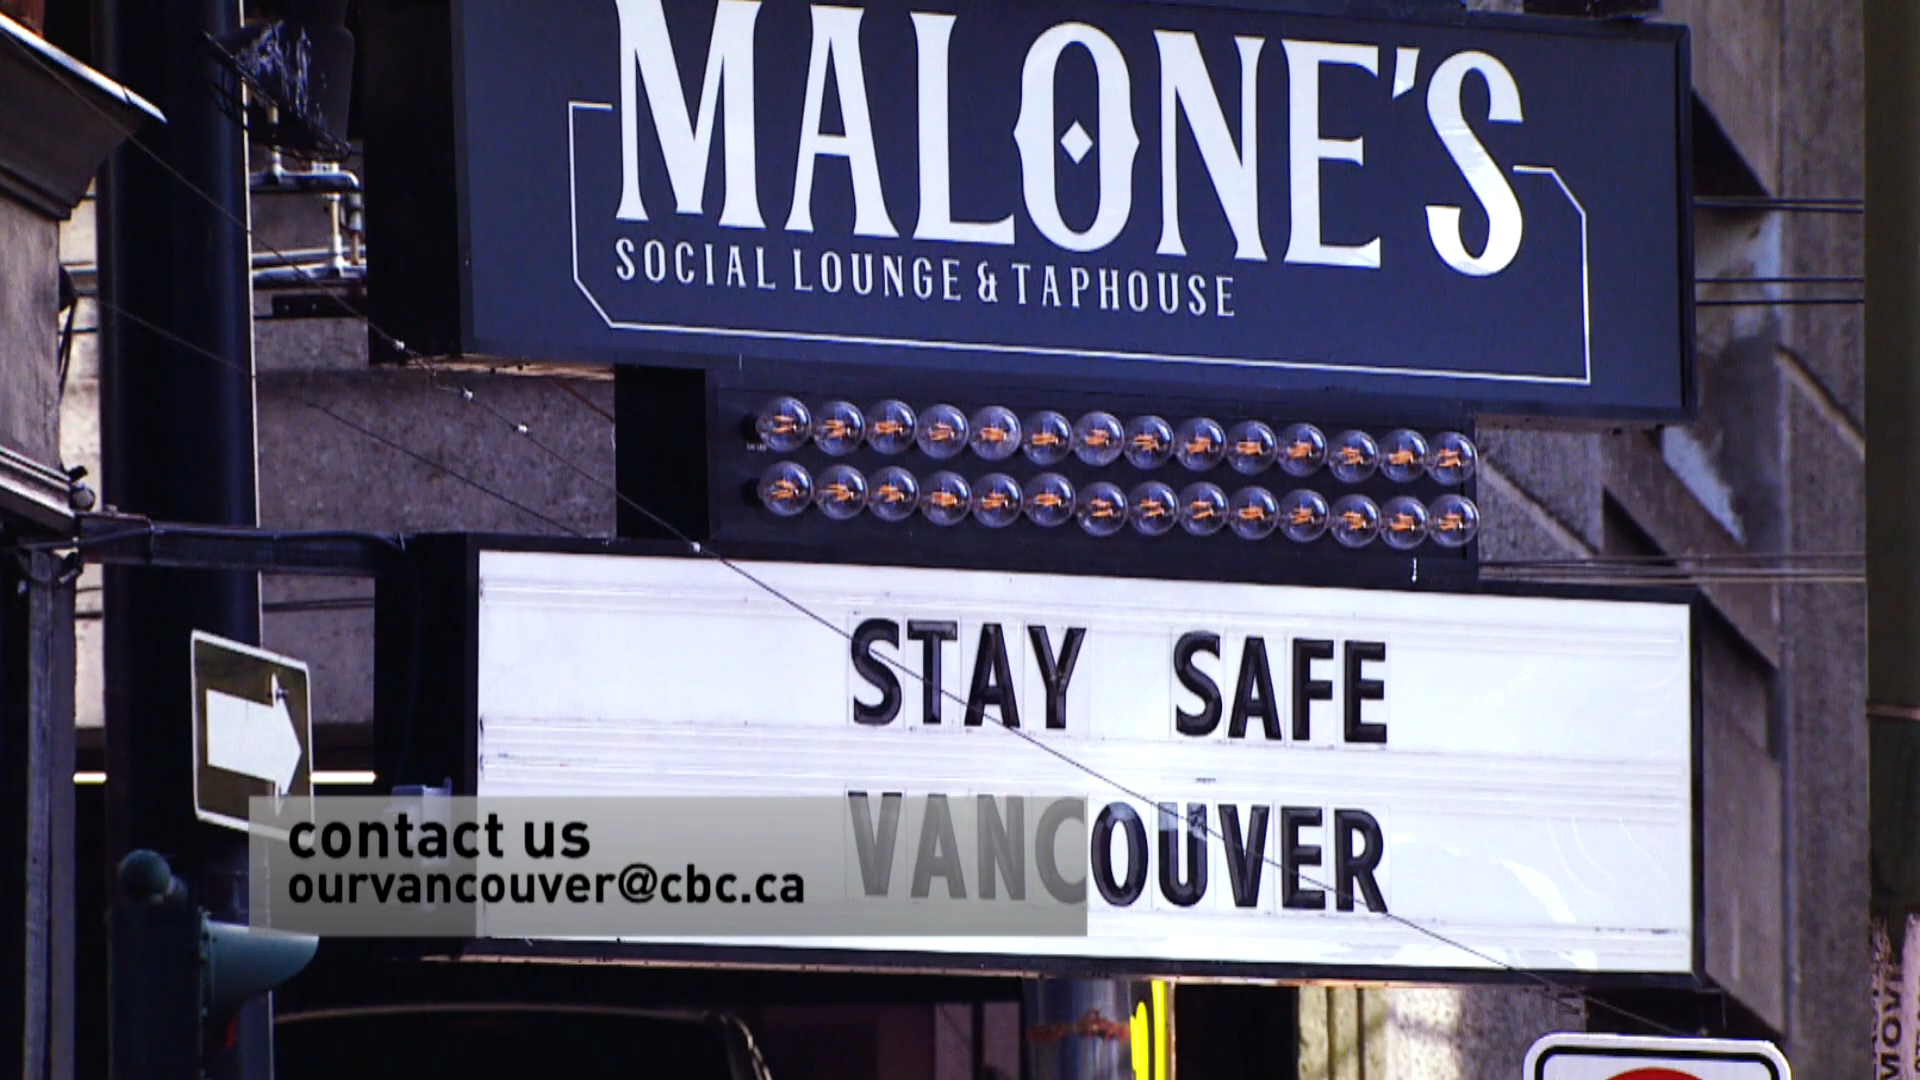 MALONE'S
SOCIAL LOUNGE & TAPHOUSE
STAY SAFE
VANCOUVER
contact us
ourvancouver@cbc.ca